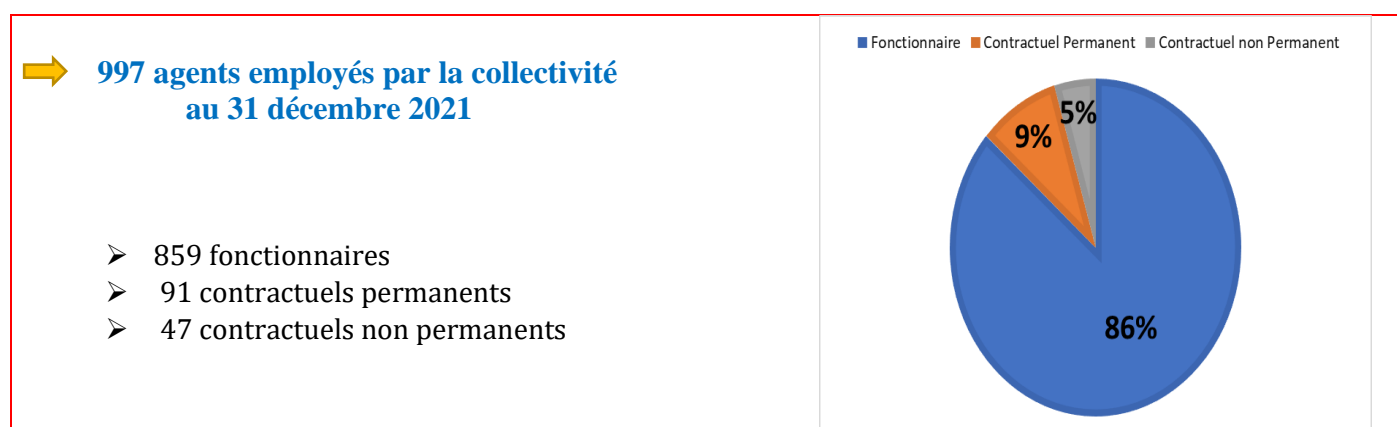 997 agents employés par la collectivité
au 31 décembre 2021
➢ 859 fonctionnaires
➢ 91 contractuels permanents
➢ 47 contractuels non permanents
Fonctionnaire Contractuel Permanent Contractuel non Permanent
5%
9%
86%